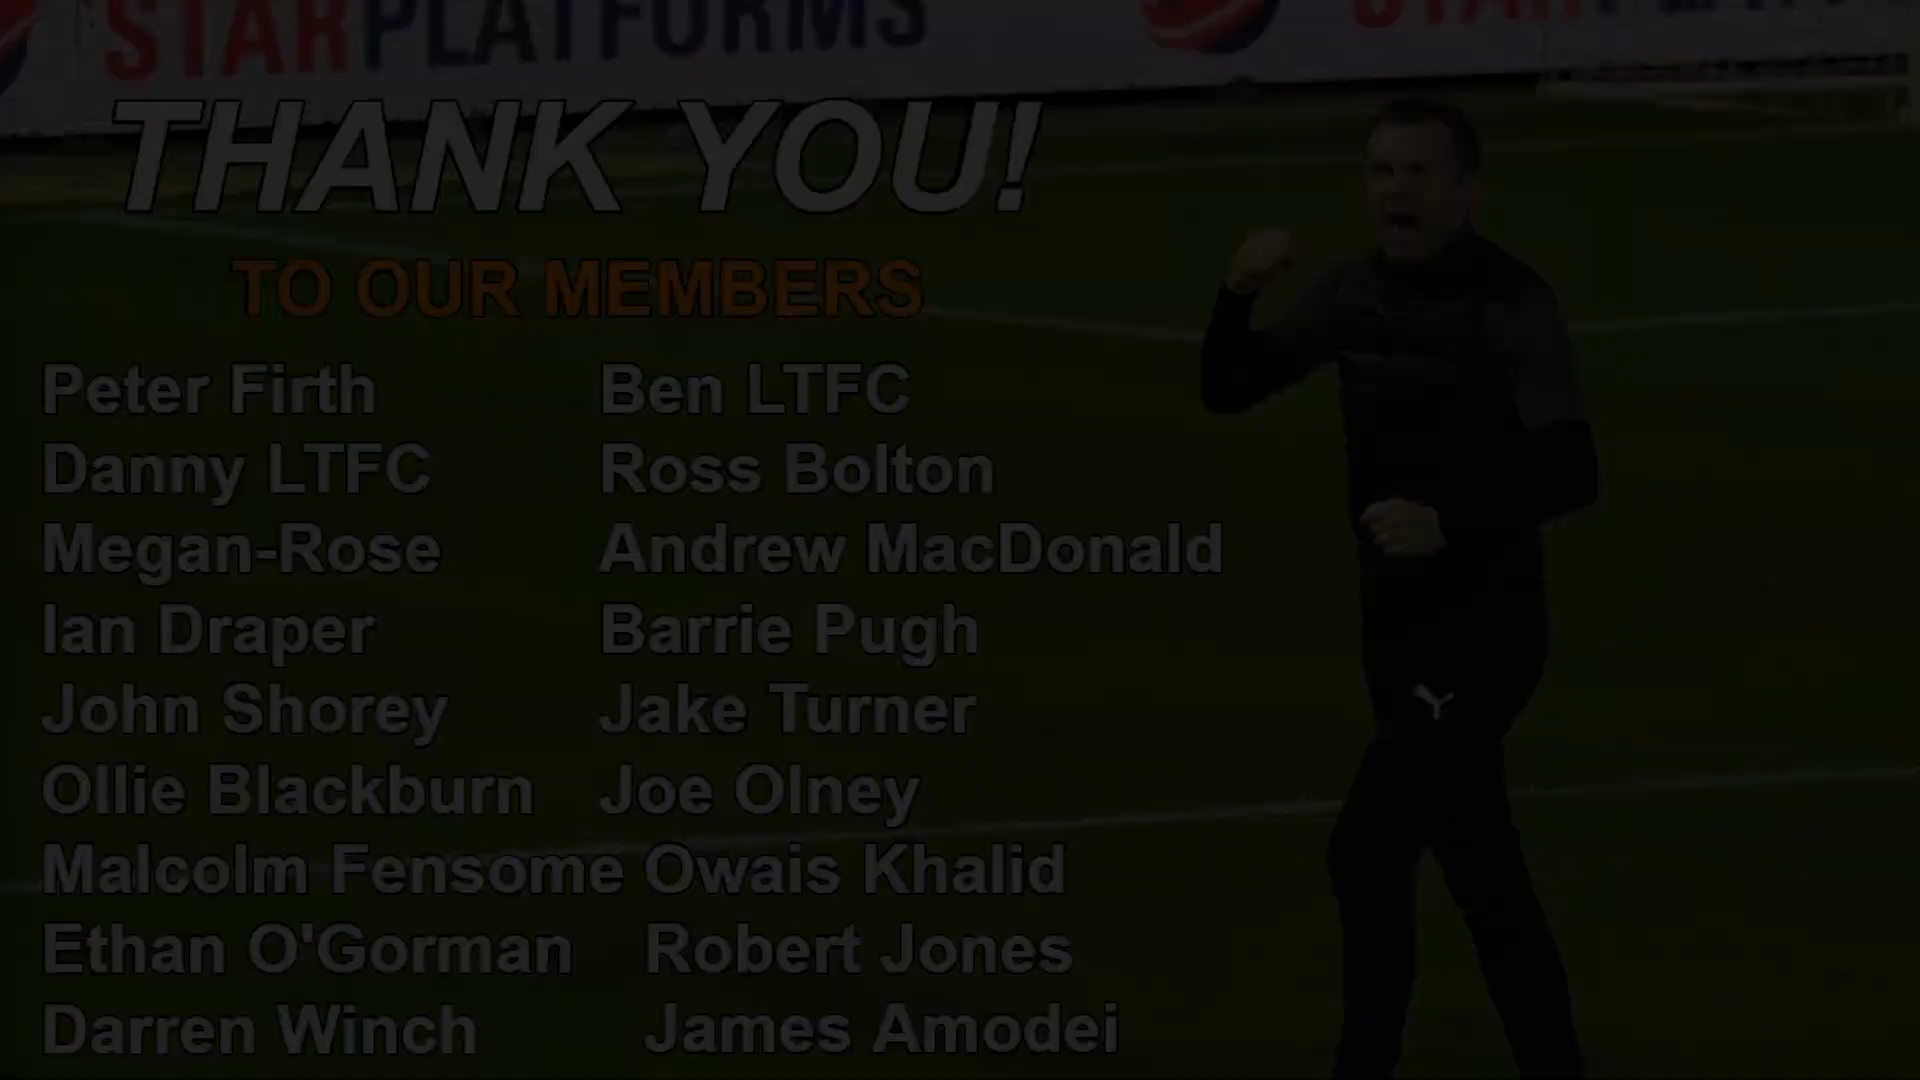 STARPLATFORMS
THANK YOU!
TO OUR MEMBERS
Peter Firth
Danny LTFC
Megan-Rose
Ian Draper
John Shorey
Ollie Blackburn
Malcolm Fensome
Ethan O'Gorman
Darren Winch
Ben LTFC
Ross Bolton
Andrew MacDonald
Barrie Pugh
Jake Turner
Joe Olney
Owais Khalid
Robert Jones
James Amodei